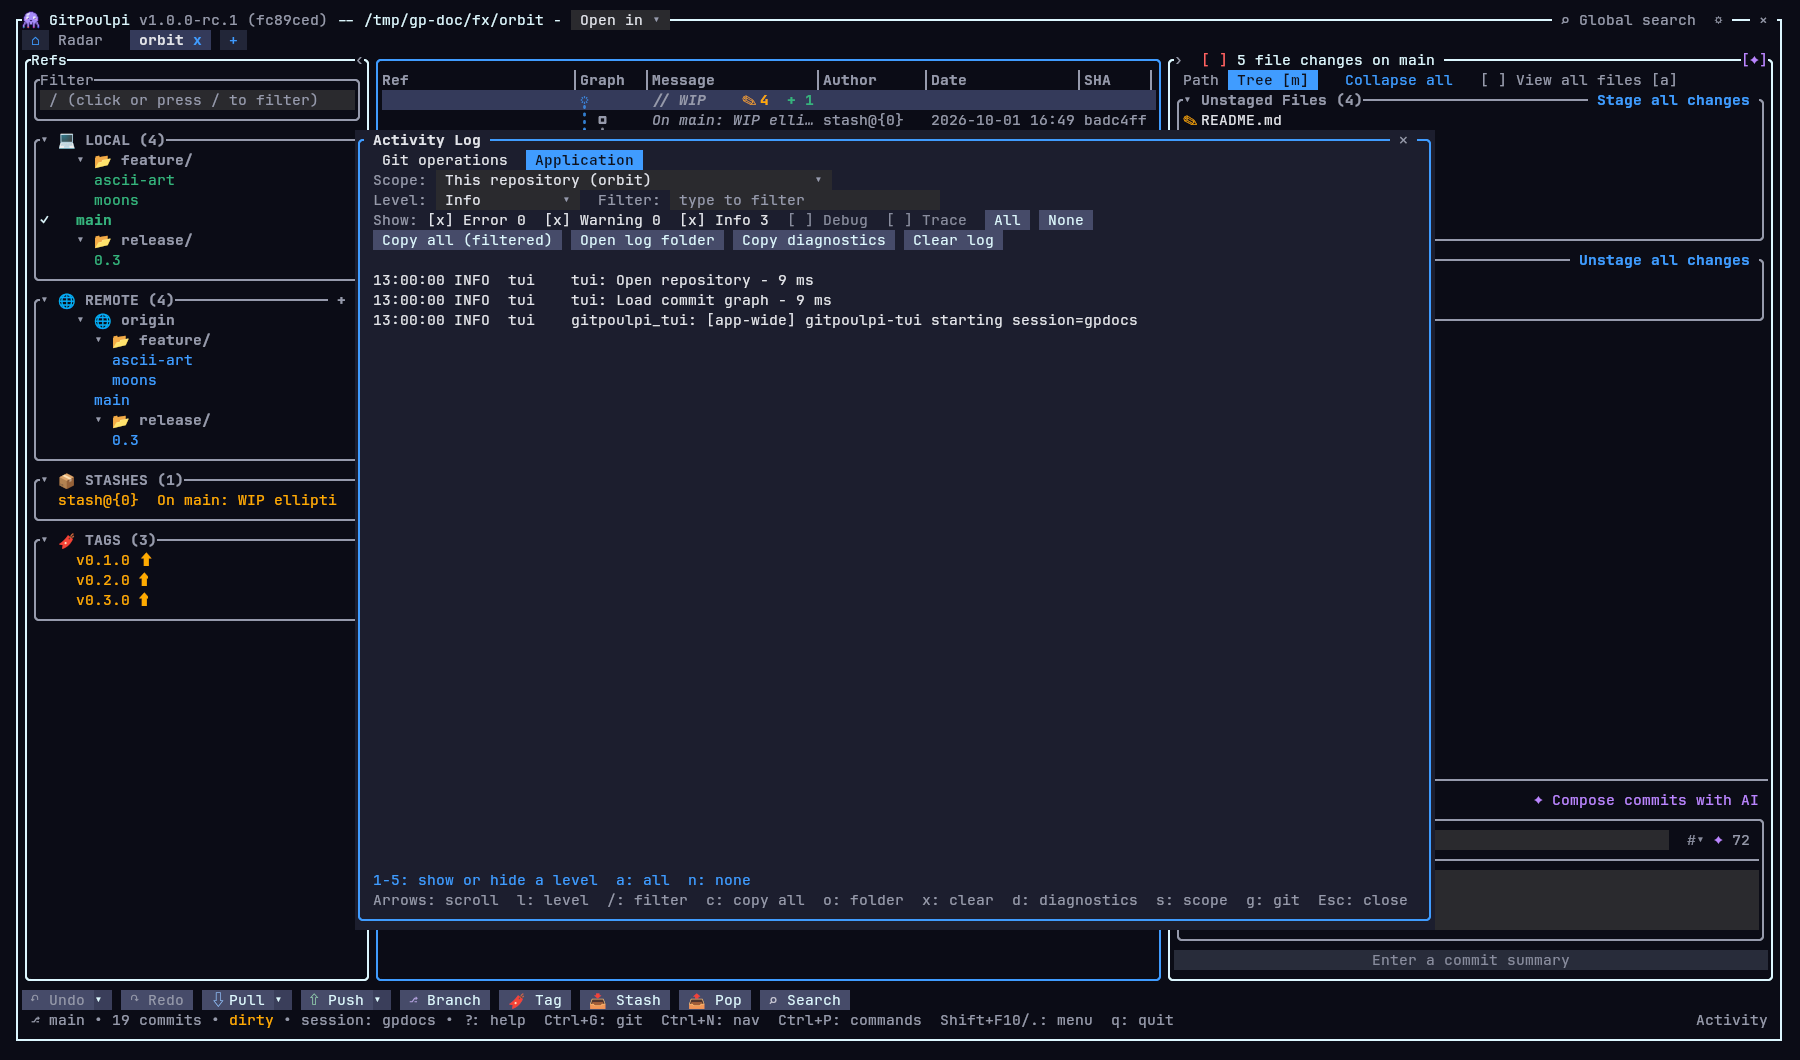 GitPoulpi v1.0.0-rc.1 (fc89ced) —— /tmp/gp-doc/fx/orbit - Open in ▾ ⌕ Global search ☼ ×
⌂ Radar orbit x +
Refs ‹
Filter
/ (click or press / to filter)
▾ 💻 LOCAL (4)
▾ 📂 feature/
ascii-art
moons
✓ main
▾ 📂 release/
0.3
▾ 🌐 REMOTE (4) +
▾ 🌐 origin
▾ 📂 feature/
ascii-art
moons
main
▾ 📂 release/
0.3
▾ 📦 STASHES (1)
stash@{0} On main: WIP ellipti
▾ 🔖 TAGS (3)
v0.1.0 ⬆
v0.2.0 ⬆
v0.3.0 ⬆
Ref Graph Message Author Date SHA
// WIP ✎ 4 + 1
On main: WIP elli… stash@{0} 2026-10-01 16:49 badc4ff
Activity Log ×
Git operations Application
Scope: This repository (orbit) ▾
Level: Info ▾ Filter: type to filter
Show: [x] Error 0 [x] Warning 0 [x] Info 3 [ ] Debug [ ] Trace All None
Copy all (filtered) Open log folder Copy diagnostics Clear log
13:00:00 INFO tui tui: Open repository - 9 ms
13:00:00 INFO tui tui: Load commit graph - 9 ms
13:00:00 INFO tui gitpoulpi_tui: [app-wide] gitpoulpi-tui starting session=gpdocs
1-5: show or hide a level a: all n: none
Arrows: scroll l: level /: filter c: copy all o: folder x: clear d: diagnostics s: scope g: git Esc: close
› [ ] 5 file changes on main [✦]
Path Tree [m] Collapse all [ ] View all files [a]
▾ Unstaged Files (4) Stage all changes
✎ README.md
Unstage all changes
✦ Compose commits with AI
#▾ ✦ 72
Enter a commit summary
↶ Undo ▾ ↷ Redo ⇩ Pull ▾ ⇧ Push ▾ ⎇ Branch 🔖 Tag 📥 Stash 📤 Pop ⌕ Search
⎇ main • 19 commits • dirty • session: gpdocs • ?: help Ctrl+G: git Ctrl+N: nav Ctrl+P: commands Shift+F10/.: menu q: quit Activity